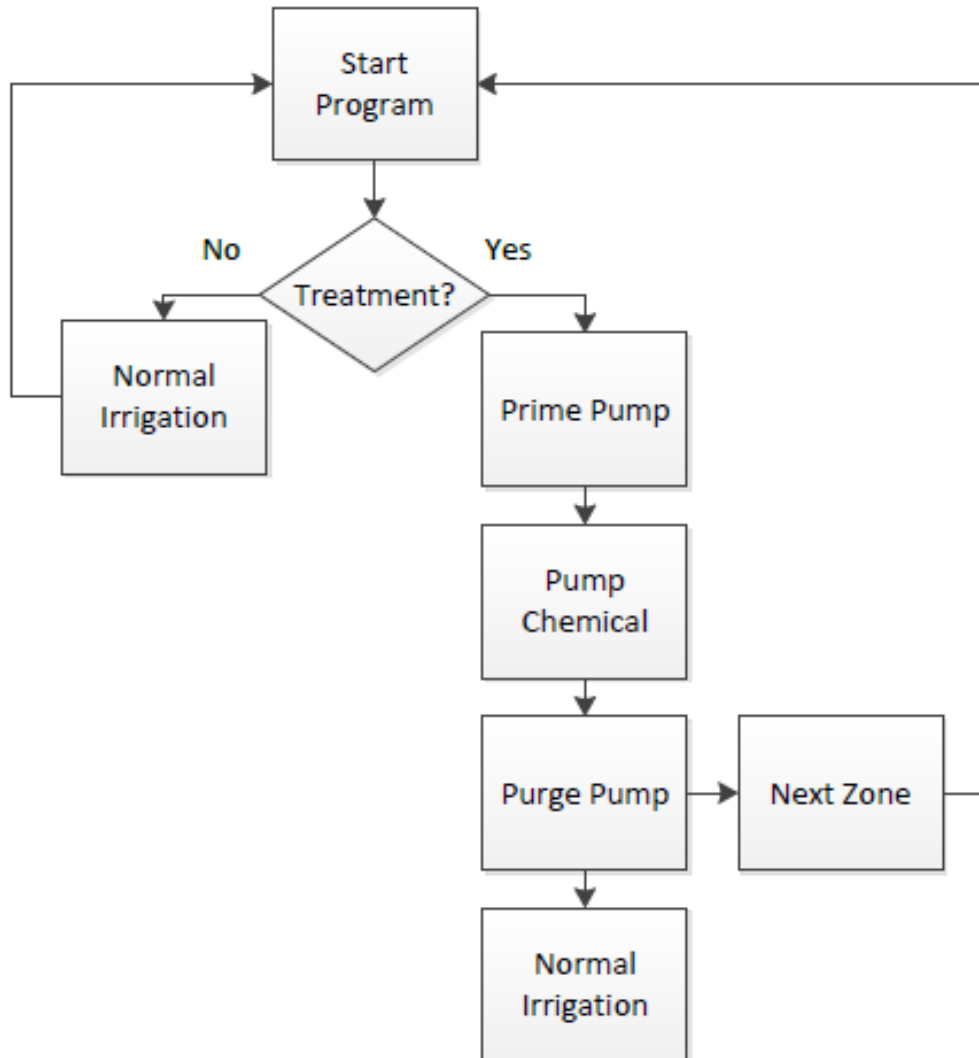 Start
Program
No
Yes
Treatment?
Normal
Irrigation
Prime Pump
Pump
Chemical
Purge Pump
Next Zone
Normal
Irrigation